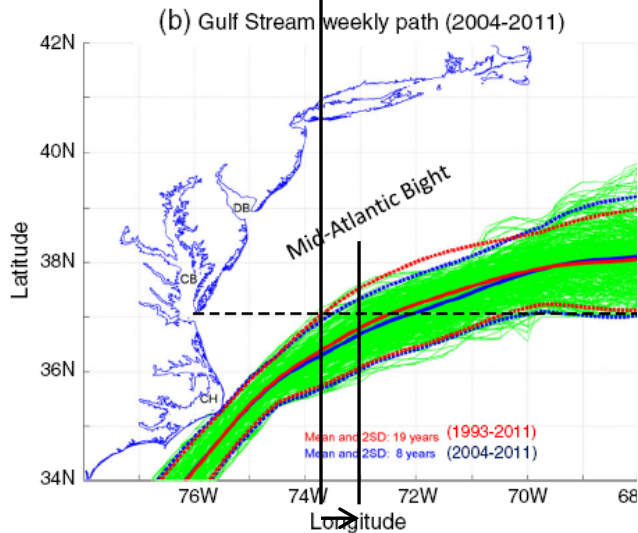 (b) Gulf Stream weekly path (2004-2011)
42N
40N
DB
Mid-Atlantic Bight
Latitude
38N
CB
36N
CH
Mean and 2SD: 19 years (1993-2011)
Mean and 2SD: 8 years (2004-2011)
34N
76W 74W 72W 70W 68
Longitude